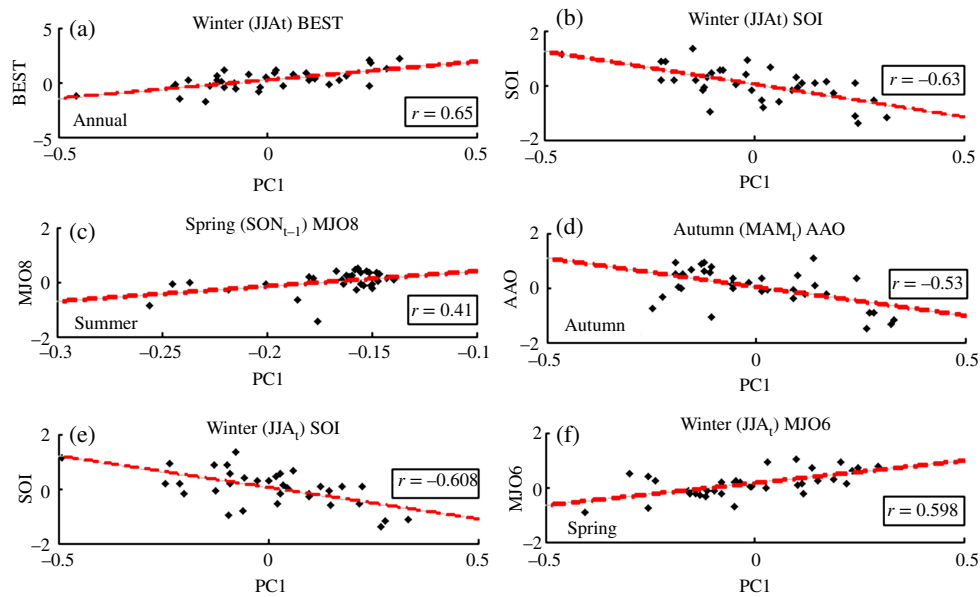 (a) Winter (JJAt) BEST
5
BEST
0
Annual
r = 0.65
−5
−0.5 0 0.5
PC1
(b) Winter (JJAt) SOI
2
SOI
0
r = −0.63
−2
−0.5 0 0.5
PC1
(c) Spring (SONt−1) MJO8
2
MJO8
0
Summer
r = 0.41
−2
−0.3 −0.25 −0.2 −0.15 −0.1
PC1
(d) Autumn (MAMt) AAO
2
AAO
0
r = −0.53
Autumn
−2
−0.5 0 0.5
PC1
(e) Winter (JJAt) SOI
2
SOI
0
r = −0.608
−2
−0.5 0 0.5
PC1
(f) Winter (JJAt) MJO6
2
MJO6
0
Spring
r = 0.598
−2
−0.5 0 0.5
PC1